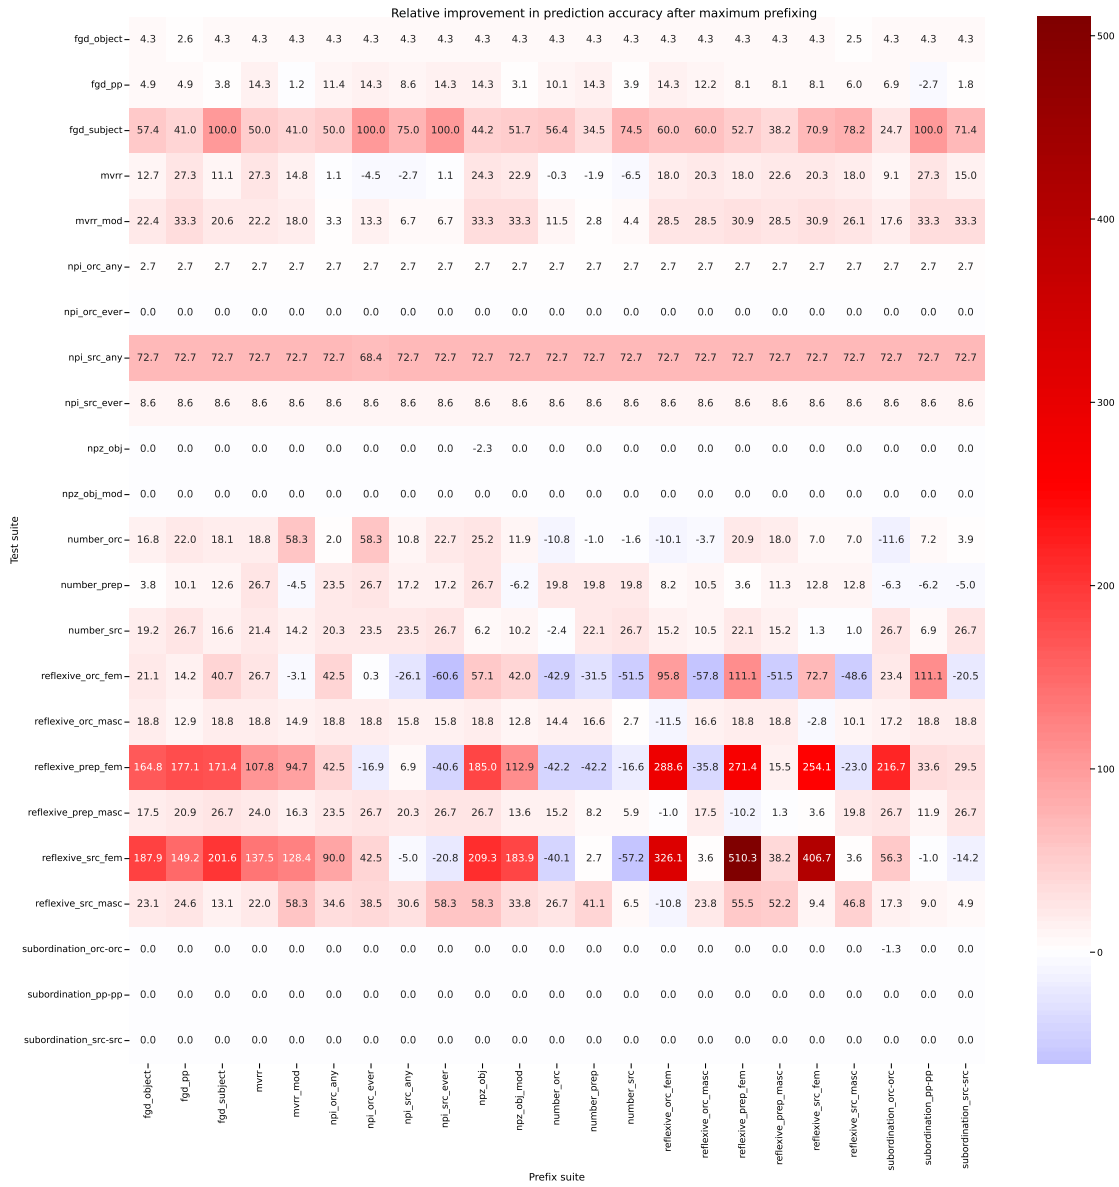 Relative improvement in prediction accuracy after maximum prefixing
fgd_object 4.3 2.6 4.3 4.3 4.3 4.3 4.3 4.3 4.3 4.3 4.3 4.3 4.3 4.3 4.3 4.3 4.3 4.3 4.3 2.5 4.3 4.3 4.3
fgd_pp 4.9 4.9 3.8 14.3 1.2 11.4 14.3 8.6 14.3 14.3 3.1 10.1 14.3 3.9 14.3 12.2 8.1 8.1 8.1 6.0 6.9 -2.7 1.8
fgd_subject 57.4 41.0 100.0 50.0 41.0 50.0 100.0 75.0 100.0 44.2 51.7 56.4 34.5 74.5 60.0 60.0 52.7 38.2 70.9 78.2 24.7 100.0 71.4
mvrr 12.7 27.3 11.1 27.3 14.8 1.1 -4.5 -2.7 1.1 24.3 22.9 -0.3 -1.9 -6.5 18.0 20.3 18.0 22.6 20.3 18.0 9.1 27.3 15.0
mvrr_mod 22.4 33.3 20.6 22.2 18.0 3.3 13.3 6.7 6.7 33.3 33.3 11.5 2.8 4.4 28.5 28.5 30.9 28.5 30.9 26.1 17.6 33.3 33.3
npi_orc_any 2.7 2.7 2.7 2.7 2.7 2.7 2.7 2.7 2.7 2.7 2.7 2.7 2.7 2.7 2.7 2.7 2.7 2.7 2.7 2.7 2.7 2.7 2.7
npi_orc_ever 0.0 0.0 0.0 0.0 0.0 0.0 0.0 0.0 0.0 0.0 0.0 0.0 0.0 0.0 0.0 0.0 0.0 0.0 0.0 0.0 0.0 0.0 0.0
npi_src_any 72.7 72.7 72.7 72.7 72.7 72.7 68.4 72.7 72.7 72.7 72.7 72.7 72.7 72.7 72.7 72.7 72.7 72.7 72.7 72.7 72.7 72.7 72.7
npi_src_ever 8.6 8.6 8.6 8.6 8.6 8.6 8.6 8.6 8.6 8.6 8.6 8.6 8.6 8.6 8.6 8.6 8.6 8.6 8.6 8.6 8.6 8.6 8.6
npz_obj 0.0 0.0 0.0 0.0 0.0 0.0 0.0 0.0 0.0 -2.3 0.0 0.0 0.0 0.0 0.0 0.0 0.0 0.0 0.0 0.0 0.0 0.0 0.0
npz_obj_mod 0.0 0.0 0.0 0.0 0.0 0.0 0.0 0.0 0.0 0.0 0.0 0.0 0.0 0.0 0.0 0.0 0.0 0.0 0.0 0.0 0.0 0.0 0.0
number_orc 16.8 22.0 18.1 18.8 58.3 2.0 58.3 10.8 22.7 25.2 11.9 -10.8 -1.0 -1.6 -10.1 -3.7 20.9 18.0 7.0 7.0 -11.6 7.2 3.9
number_prep 3.8 10.1 12.6 26.7 -4.5 23.5 26.7 17.2 17.2 26.7 -6.2 19.8 19.8 19.8 8.2 10.5 3.6 11.3 12.8 12.8 -6.3 -6.2 -5.0
number_src 19.2 26.7 16.6 21.4 14.2 20.3 23.5 23.5 26.7 6.2 10.2 -2.4 22.1 26.7 15.2 10.5 22.1 15.2 1.3 1.0 26.7 6.9 26.7
reflexive_orc_fem 21.1 14.2 40.7 26.7 -3.1 42.5 0.3 -26.1 -60.6 57.1 42.0 -42.9 -31.5 -51.5 95.8 -57.8 111.1 -51.5 72.7 -48.6 23.4 111.1 -20.5
reflexive_orc_masc 18.8 12.9 18.8 18.8 14.9 18.8 18.8 15.8 15.8 18.8 12.8 14.4 16.6 2.7 -11.5 16.6 18.8 18.8 -2.8 10.1 17.2 18.8 18.8
reflexive_prep_fem 164.8 177.1 171.4 107.8 94.7 42.5 -16.9 6.9 -40.6 185.0 112.9 -42.2 -42.2 -16.6 288.6 -35.8 271.4 15.5 254.1 -23.0 216.7 33.6 29.5
reflexive_prep_masc 17.5 20.9 26.7 24.0 16.3 23.5 26.7 20.3 26.7 26.7 13.6 15.2 8.2 5.9 -1.0 17.5 -10.2 1.3 3.6 19.8 26.7 11.9 26.7
reflexive_src_fem 187.9 149.2 201.6 137.5 128.4 90.0 42.5 -5.0 -20.8 209.3 183.9 -40.1 2.7 -57.2 326.1 3.6 510.3 38.2 406.7 3.6 56.3 -1.0 -14.2
reflexive_src_masc 23.1 24.6 13.1 22.0 58.3 34.6 38.5 30.6 58.3 58.3 33.8 26.7 41.1 6.5 -10.8 23.8 55.5 52.2 9.4 46.8 17.3 9.0 4.9
subordination_orc-orc 0.0 0.0 0.0 0.0 0.0 0.0 0.0 0.0 0.0 0.0 0.0 0.0 0.0 0.0 0.0 0.0 0.0 0.0 0.0 0.0 -1.3 0.0 0.0
subordination_pp-pp 0.0 0.0 0.0 0.0 0.0 0.0 0.0 0.0 0.0 0.0 0.0 0.0 0.0 0.0 0.0 0.0 0.0 0.0 0.0 0.0 0.0 0.0 0.0
subordination_src-src 0.0 0.0 0.0 0.0 0.0 0.0 0.0 0.0 0.0 0.0 0.0 0.0 0.0 0.0 0.0 0.0 0.0 0.0 0.0 0.0 0.0 0.0 0.0
Test suite
fgd_object
fgd_pp
fgd_subject
mvrr
mvrr_mod
npi_orc_any
npi_orc_ever
npi_src_any
npi_src_ever
npz_obj
npz_obj_mod
number_orc
number_prep
number_src
reflexive_orc_fem
reflexive_orc_masc
reflexive_prep_fem
reflexive_prep_masc
reflexive_src_fem
reflexive_src_masc
subordination_orc-orc
subordination_pp-pp
subordination_src-src
Prefix suite
500
400
300
200
100
0